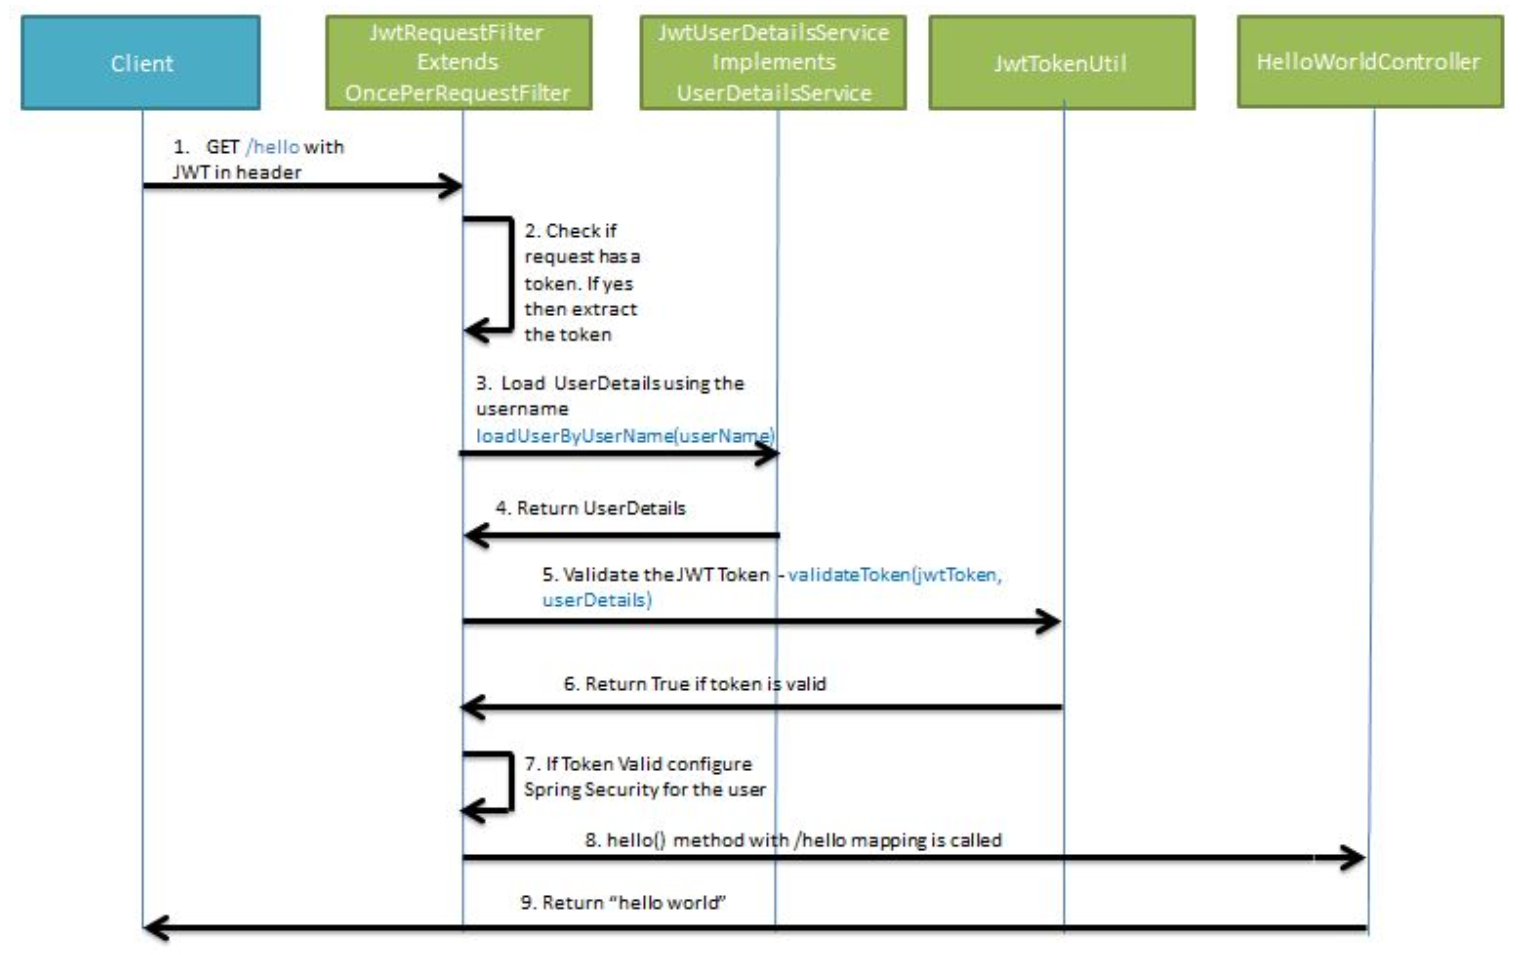 Client
JwtRequestFilter
Extends
OncePerRequestFilter
JwtUserDetailsService
Implements
UserDetailsService
JwtTokenUtil
HelloWorldController
1. GET /hello with
JWT in header
2. Check if
request has a
token. If yes
then extract
the token
3. Load UserDetails using the
username
loadUserByUserName(userName)
4. Return UserDetails
5. Validate the JWT Token - validateToken(jwtToken,
userDetails)
6. Return True if token is valid
7. If Token Valid configure
Spring Security for the user
8. hello() method with /hello mapping is called
9. Return “hello world”